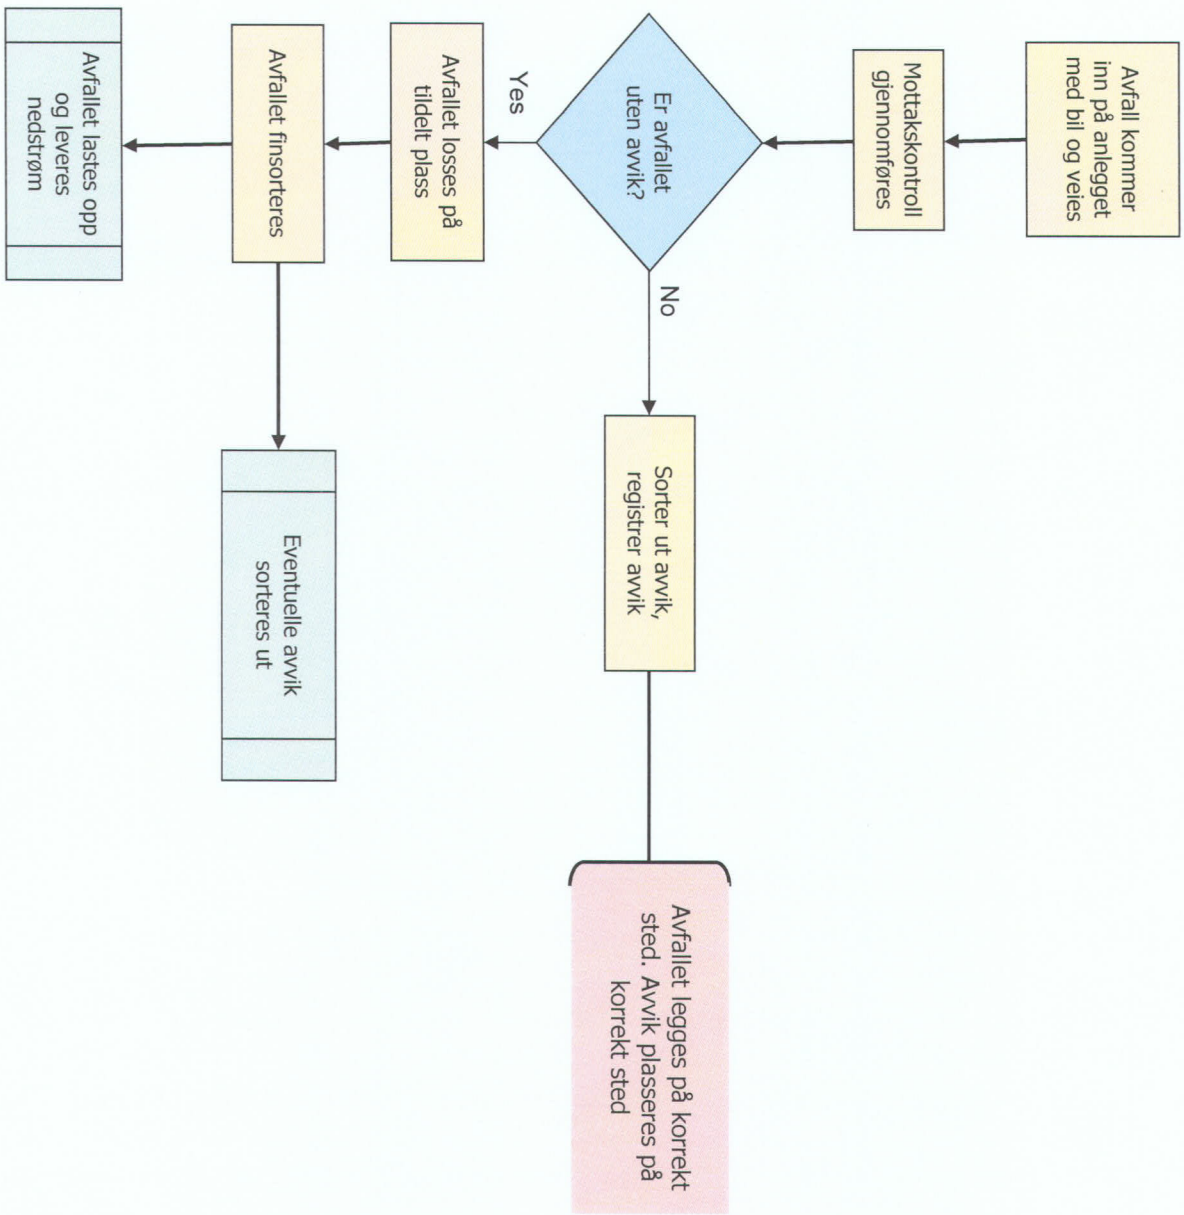 Avfall kommer
inn på anlegget
med bil og veies
Mottakskontroll
gjennomføres
Er avfallet
uten avvik?
No
Sorter ut avvik,
registrer avvik
Avfallet legges på korrekt
sted. Avvik plasseres på
korrekt sted
Yes
Avfallet losses på
tildelt plass
Avfallet finsorteres
Eventuelle avvik
sorteres ut
Avfallet lastes opp
og leveres
nedstrøm